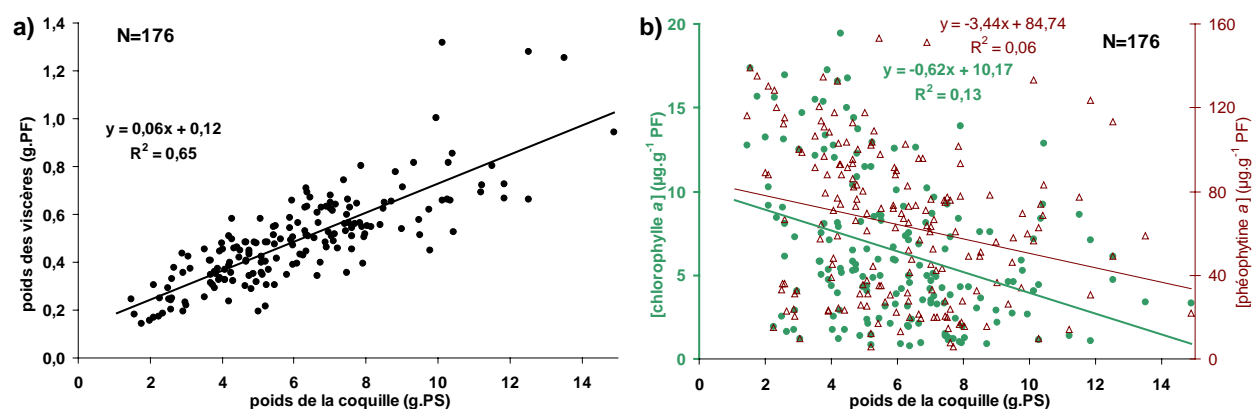 a)
N=176
y = 0,06x + 0,12
R² = 0,65
poids des viscères (g.PF)
1,4
1,2
1,0
0,8
0,6
0,4
0,2
0,0
2 4 6 8 10 12 14
poids de la coquille (g.PS)
b)
y = -3,44x + 84,74
R² = 0,06
N=176
y = -0,62x + 10,17
R² = 0,13
[chlorophylle a] (µg.g⁻¹ PF)
20
15
10
5
0
0 2 4 6 8 10 12 14
poids de la coquille (g.PS)
160
120
80
40
0
[phéophytine a] (µg.g⁻¹ PF)